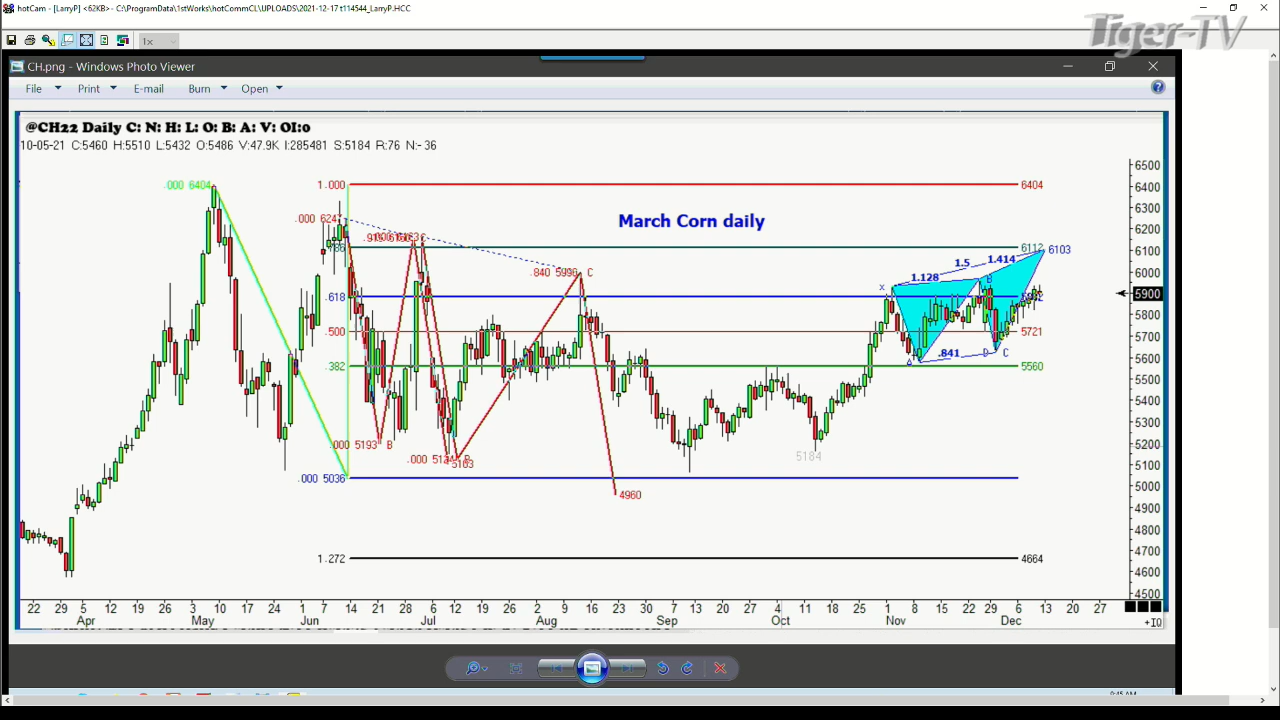 hotCam - [LarryP] <62KB>- C:\ProgramData\1stWorks\hotCommCL\UPLOADS\2021-12-17 t114544_LarryP.HCC
Tiger-TV
1x
CH.png - Windows Photo Viewer
File Print E-mail Burn Open
@CH22 Daily C: N: H: L: O: B: A: V: OI:0
10-05-21 C:5460 H:5510 L:5432 O:5486 V:47.9K I:285481 S:5184 R:76 N:- 36
March Corn daily
.000 6404
1.000
6404
.000 6247
6112
6103
1.5
1.414
1.128
X
B
.840 5996 C
.618
.500
5721
.382
5560
.841
D
C
A
.000 5193 B
5163
5184
.000 5036
4960
1.272
4664
6500
6400
6300
6200
6100
6000
5900
5800
5700
5600
5500
5400
5300
5200
5100
5000
4900
4800
4700
4600
4500
22 29 5 12 19 26 3 10 17 24 1 7 14 21 28 6 12 19 26 2 9 16 23 30 7 13 20 27 4 11 18 25 1 8 15 22 29 6 13 20 27
Apr May Jun Jul Aug Sep Oct Nov Dec
+IQ